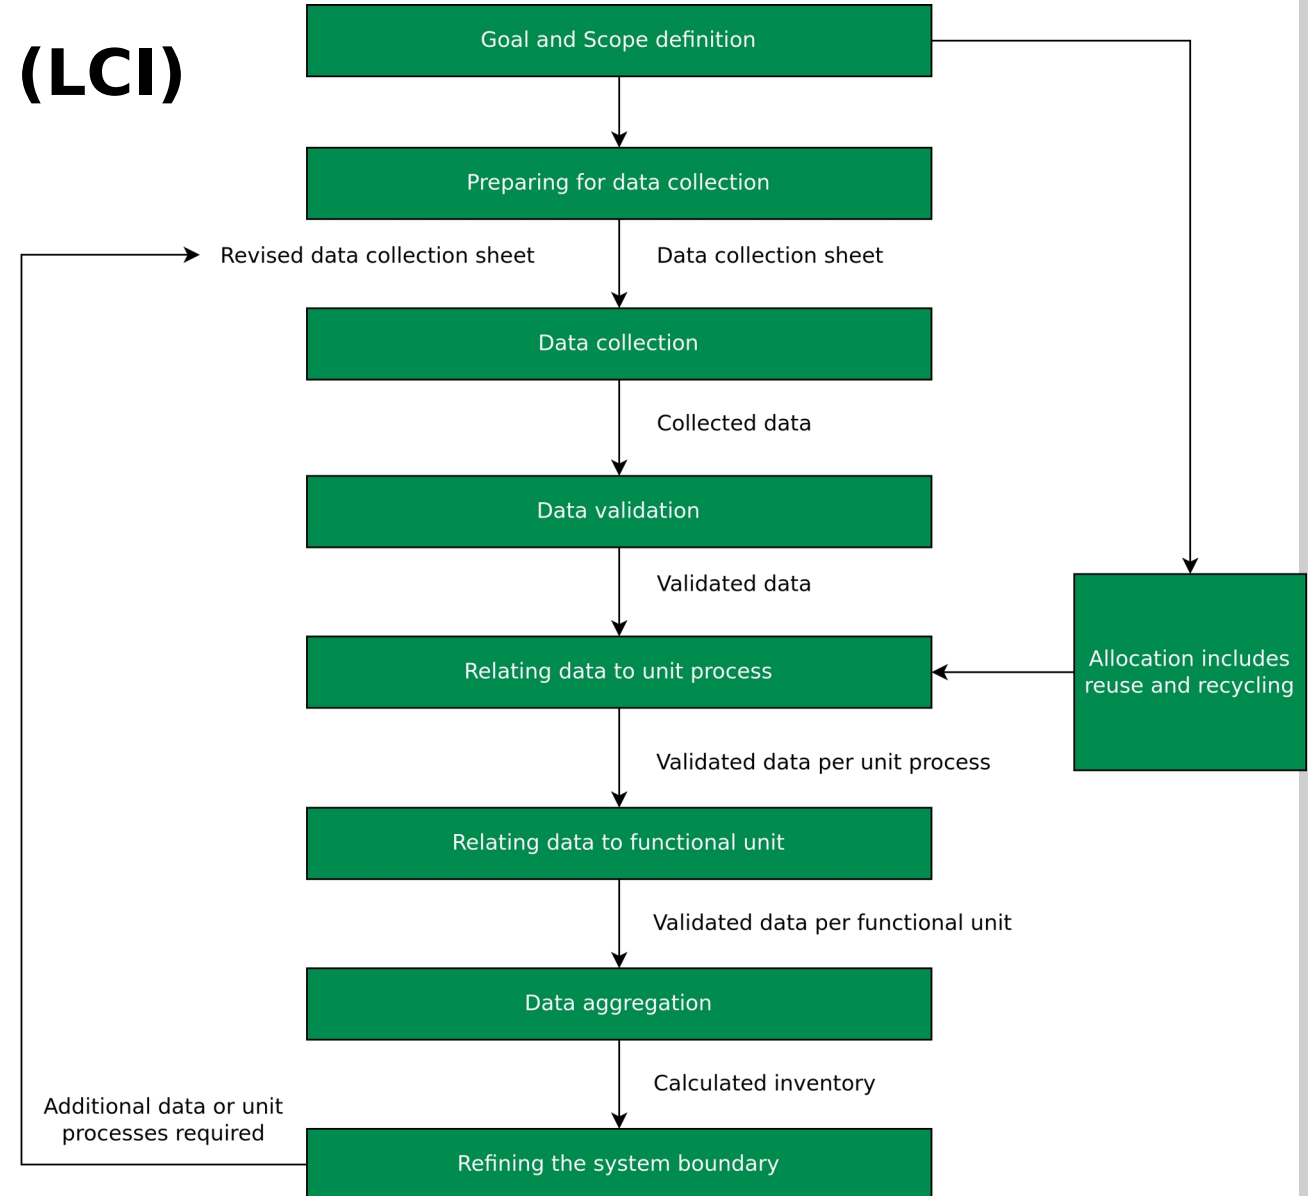 (LCI)
Goal and Scope definition
Preparing for data collection
Revised data collection sheet
Data collection sheet
Data collection
Collected data
Data validation
Validated data
Relating data to unit process
Allocation includes
reuse and recycling
Validated data per unit process
Relating data to functional unit
Validated data per functional unit
Data aggregation
Calculated inventory
Additional data or unit
processes required
Refining the system boundary